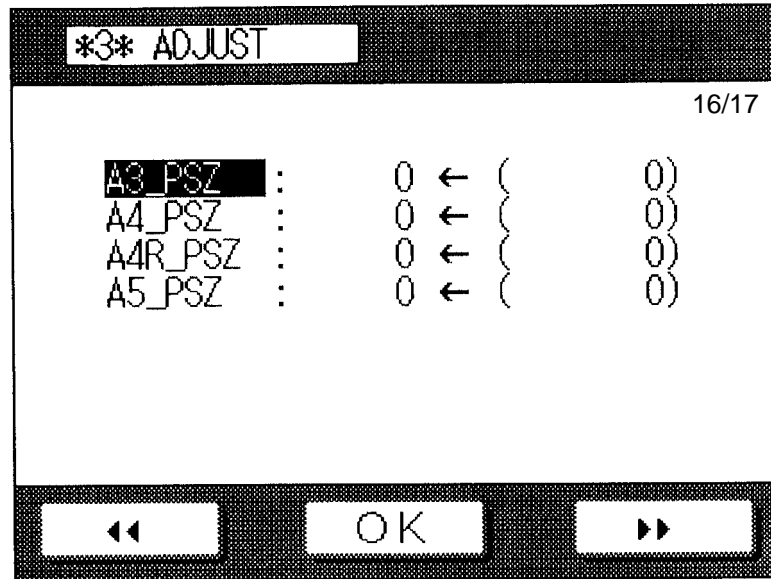 *3* ADJUST
16/17
A3_PSZ : 0 ← ( 0)
A4_PSZ : 0 ← ( 0)
A4R_PSZ : 0 ← ( 0)
A5_PSZ : 0 ← ( 0)
OK